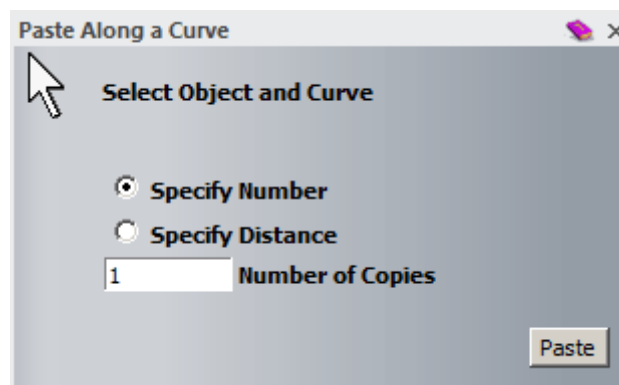 Paste Along a Curve
Select Object and Curve
Specify Number
Specify Distance
1 Number of Copies
Paste